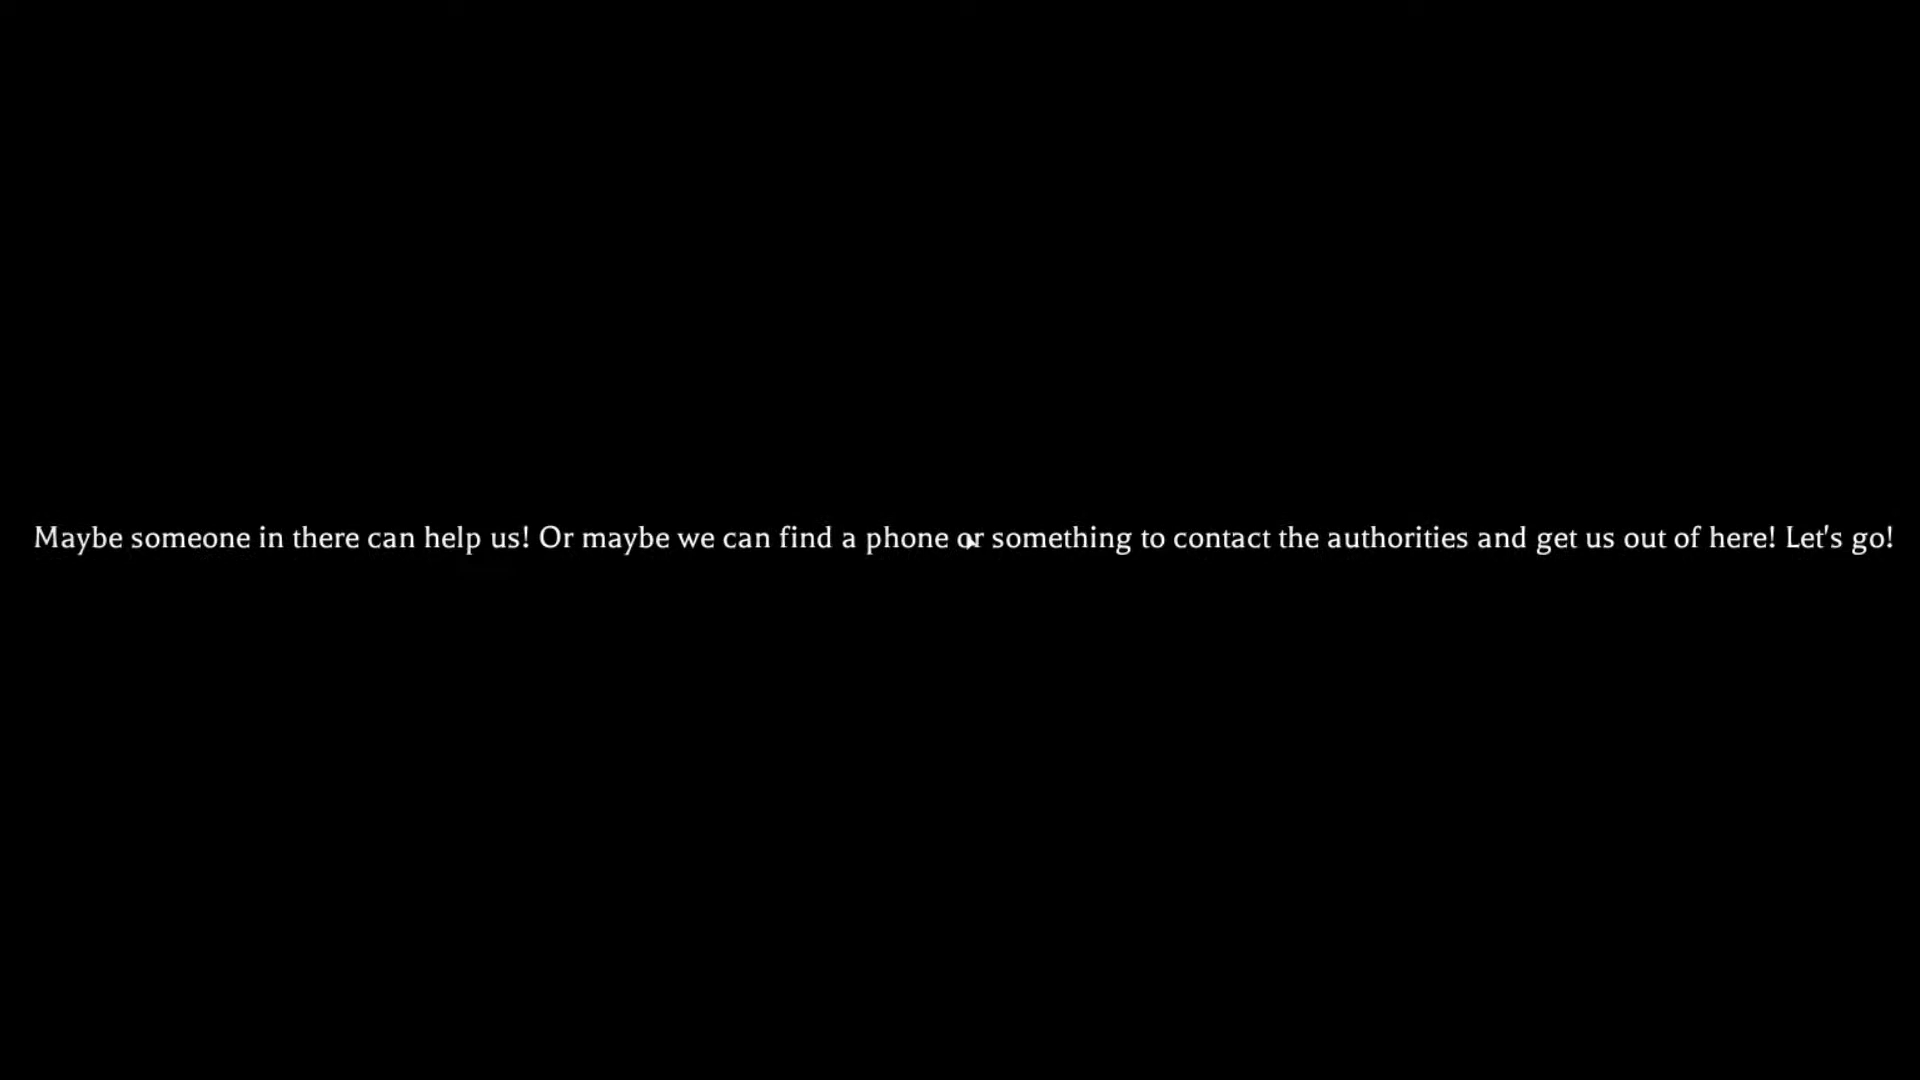 Maybe someone in there can help us! Or maybe we can find a phone or something to contact the authorities and get us out of here! Let's go!